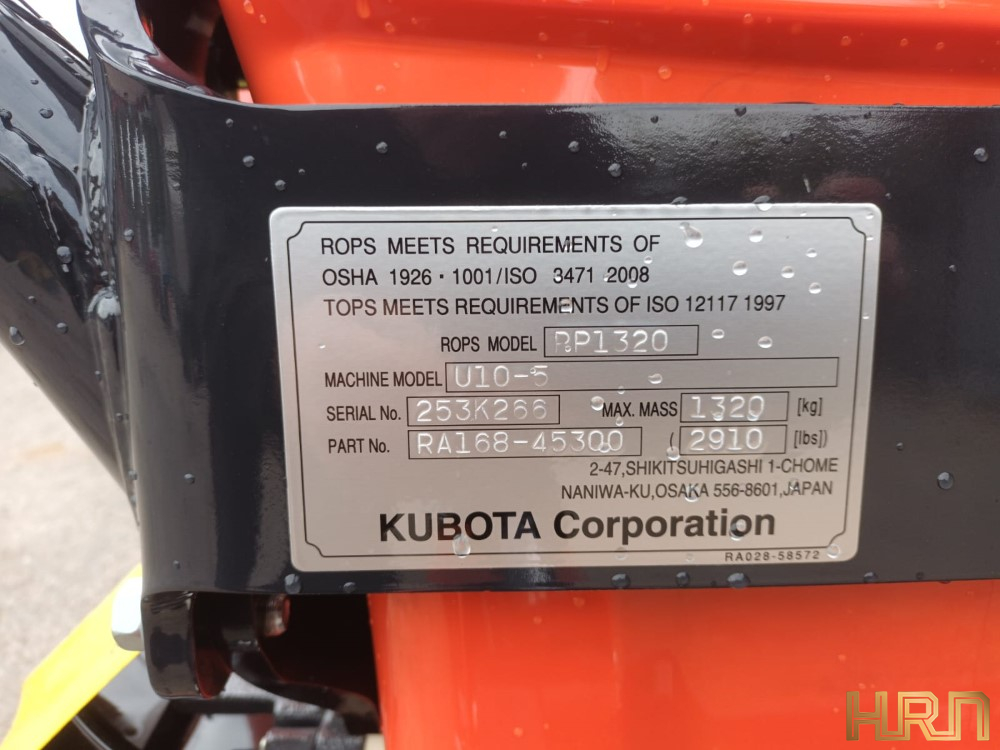 ROPS MEETS REQUIREMENTS OF
OSHA 1926・1001/ISO 3471 2008
TOPS MEETS REQUIREMENTS OF ISO 12117 1997
ROPS MODEL RP1320
MACHINE MODEL U10-5
SERIAL No. 253K266 MAX. MASS 1320 [kg]
PART No. RA168-45300 ( 2910 [lbs])
2-47,SHIKITSUHIGASHI 1-CHOME
NANIWA-KU,OSAKA 556-8601,JAPAN
KUBOTA Corporation
RA028-58572
HRN